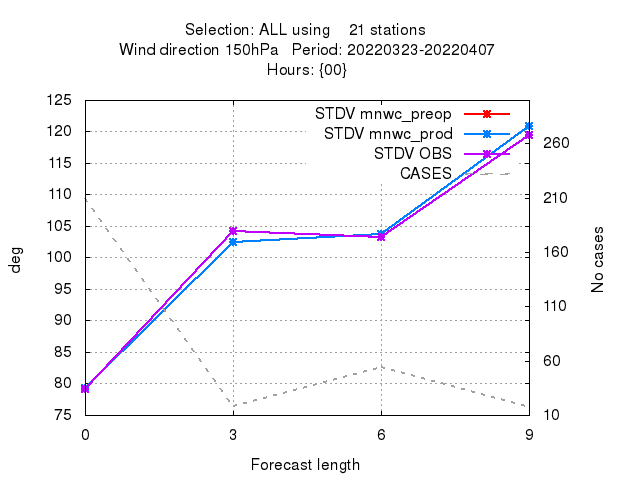 Selection: ALL using    21 stations
Wind direction 150hPa   Period: 20220323-20220407
Hours: {00}
STDV mnwc_preop
STDV mnwc_prod
STDV OBS
CASES
125
120
115
110
105
100
95
90
85
80
75
deg
260
210
160
110
60
10
No cases
0 3 6 9
Forecast length